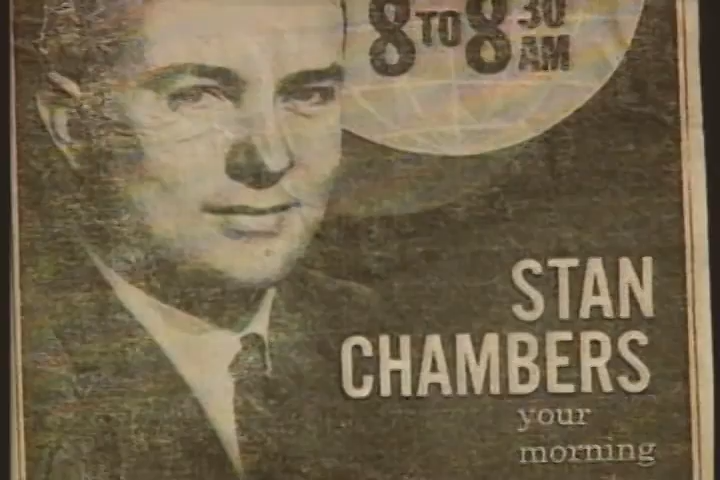 8 TO 8 30
AM
STAN
CHAMBERS
your
morning